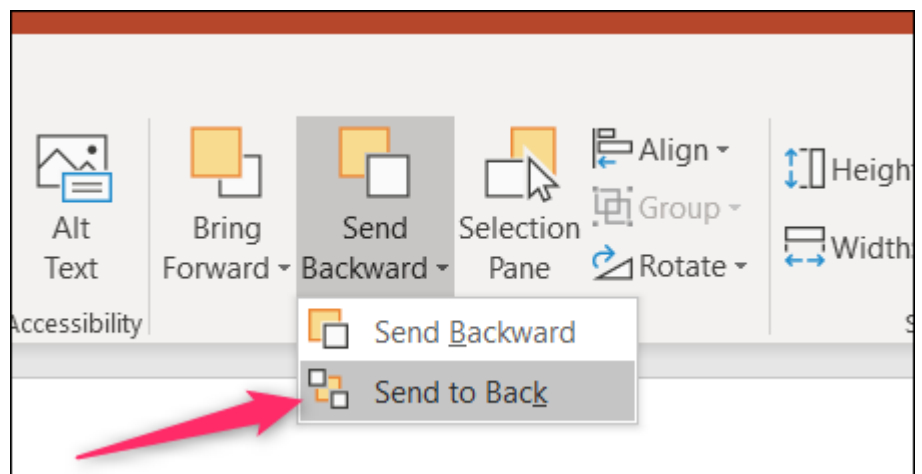 Alt
Text
Bring
Forward
Send
Backward
Selection
Pane
Align
Group
Rotate
Heigh
Width:
Accessibility
S
Send Backward
Send to Back